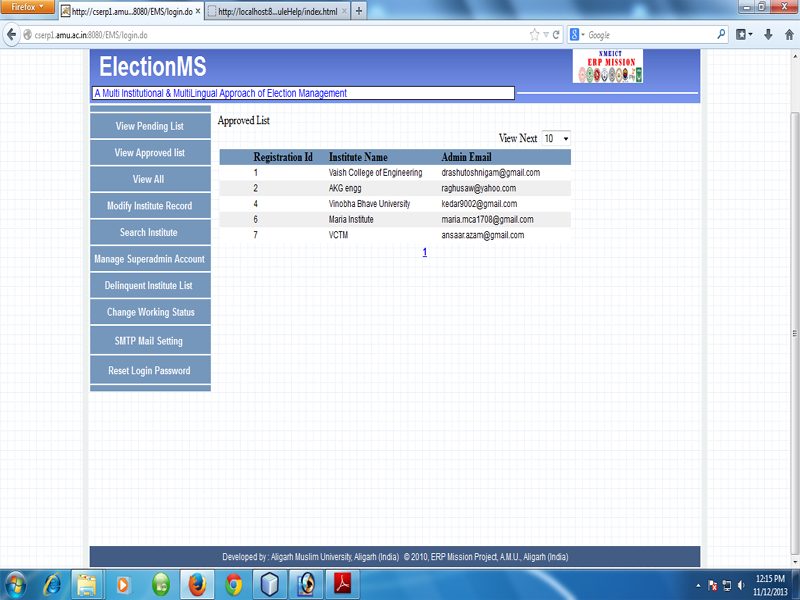 Firefox
http://cserp1.amu...8080/EMS/login.do
http://localhost:8...uleHelp/index.html
cserp1.amu.ac.in:8080/EMS/login.do
Google
ElectionMS
NMEICT
ERP MISSION
A Multi Institutional & MultiLingual Approach of Election Management
View Pending List
View Approved list
View All
Modify Institute Record
Search Institute
Manage Superadmin Account
Delinquent Institute List
Change Working Status
SMTP Mail Setting
Reset Login Password
Approved List
View Next 10
Registration Id Institute Name Admin Email
1 Vaish College of Engineering drashutoshnigam@gmail.com
2 AKG engg raghusaw@yahoo.com
4 Vinobha Bhave University kedar9002@gmail.com
6 Maria Institute maria.mca1708@gmail.com
7 VCTM ansaar.azam@gmail.com
1
Developed by : Aligarh Muslim University, Aligarh (India) © 2010, ERP Mission Project, A.M.U., Aligarh (India)
12:15 PM
11/12/2013